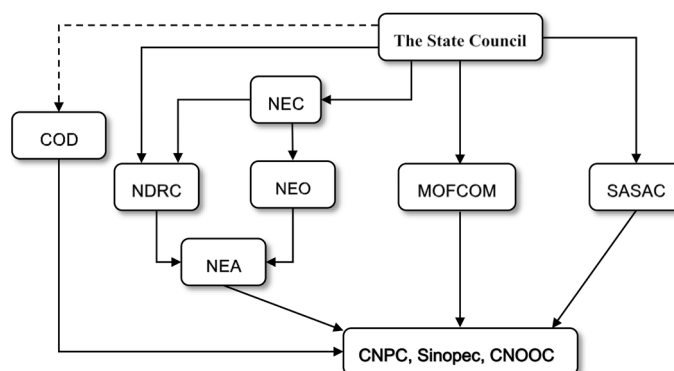 The State Council
NEC
COD
NDRC
NEO
MOFCOM
SASAC
NEA
CNPC, Sinopec, CNOOC